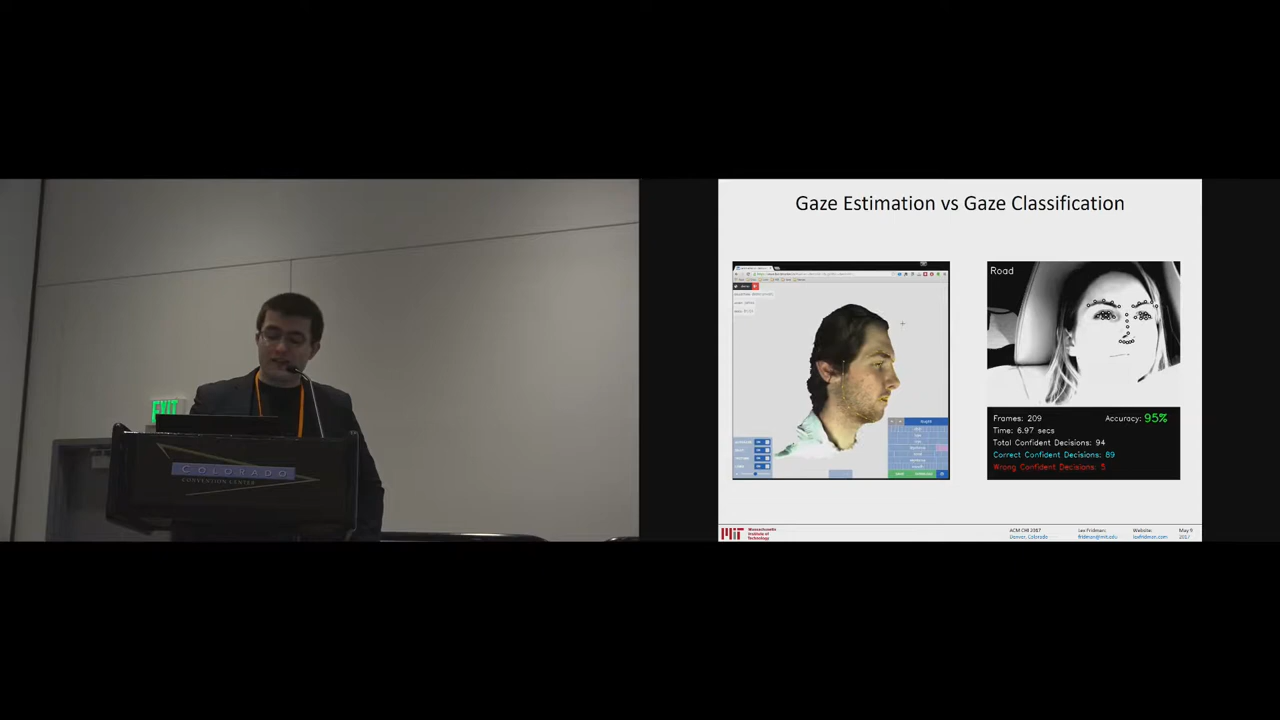 EXIT
COLORADO
CONVENTION CENTER
Gaze Estimation vs Gaze Classification
Road
Frames: 209
Accuracy: 95%
Time: 6.97 secs
Total Confident Decisions: 94
Correct Confident Decisions: 89
Wrong Confident Decisions: 5
MIT
Massachusetts
Institute of
Technology
ACM CHI 2017
Denver, Colorado
Lex Fridman:
fridman@mit.edu
Website:
lexfridman.com
May 9
2017